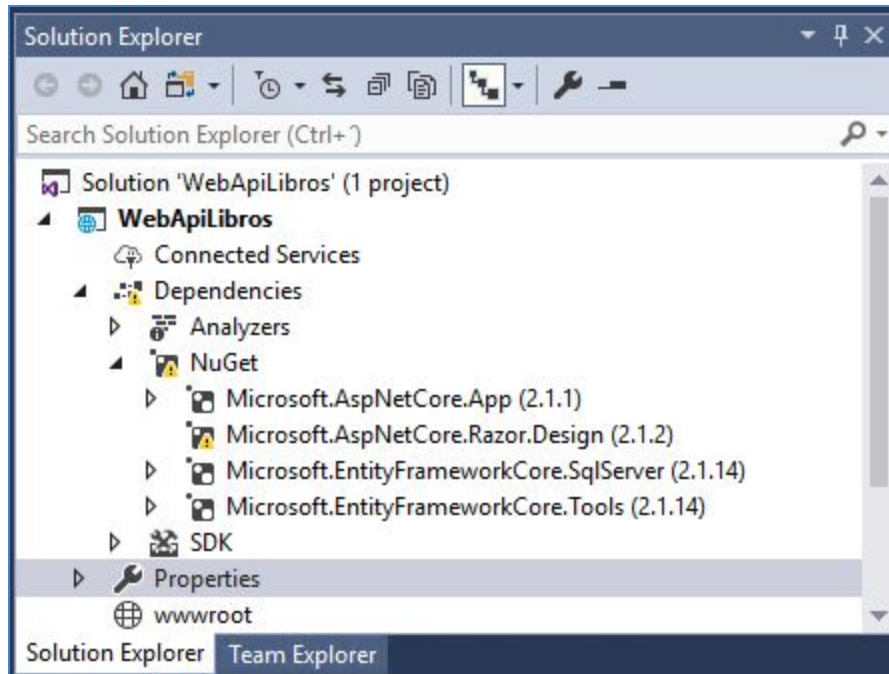 Solution Explorer
Search Solution Explorer (Ctrl+´)
Solution 'WebApiLibros' (1 project)
WebApiLibros
Connected Services
Dependencies
Analyzers
NuGet
Microsoft.AspNetCore.App (2.1.1)
Microsoft.AspNetCore.Razor.Design (2.1.2)
Microsoft.EntityFrameworkCore.SqlServer (2.1.14)
Microsoft.EntityFrameworkCore.Tools (2.1.14)
SDK
Properties
wwwroot
Solution Explorer Team Explorer